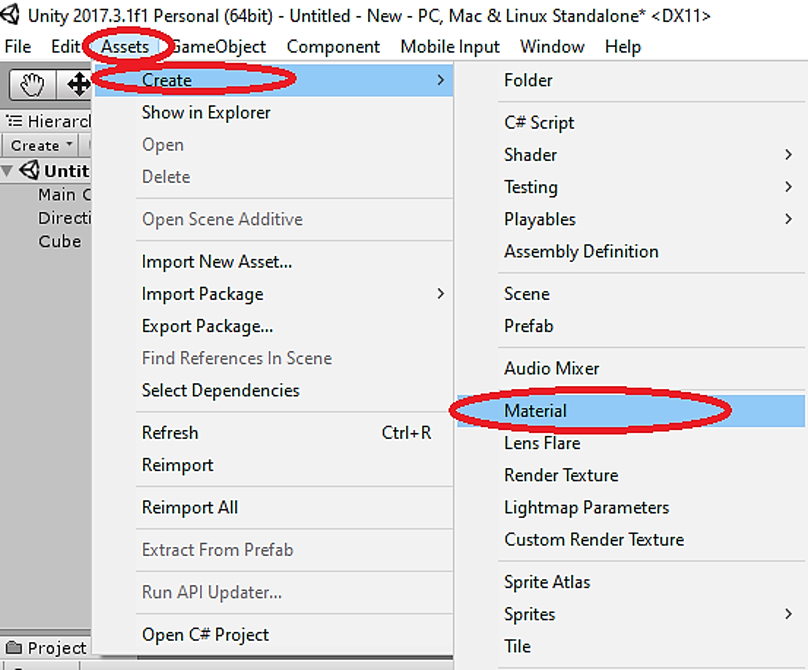 Unity 2017.3.1f1 Personal (64bit) - Untitled - New - PC, Mac & Linux Standalone* <DX11>
File Edit Assets GameObject Component Mobile Input Window Help
Create
Show in Explorer
Open
Delete
Open Scene Additive
Import New Asset...
Import Package
Export Package...
Find References In Scene
Select Dependencies
Refresh Ctrl+R
Reimport
Reimport All
Extract From Prefab
Run API Updater...
Open C# Project
Folder
C# Script
Shader
Testing
Playables
Assembly Definition
Scene
Prefab
Audio Mixer
Material
Lens Flare
Render Texture
Lightmap Parameters
Custom Render Texture
Sprite Atlas
Sprites
Tile
Hierarc
Create
Untit
Main C
Directi
Cube
Project